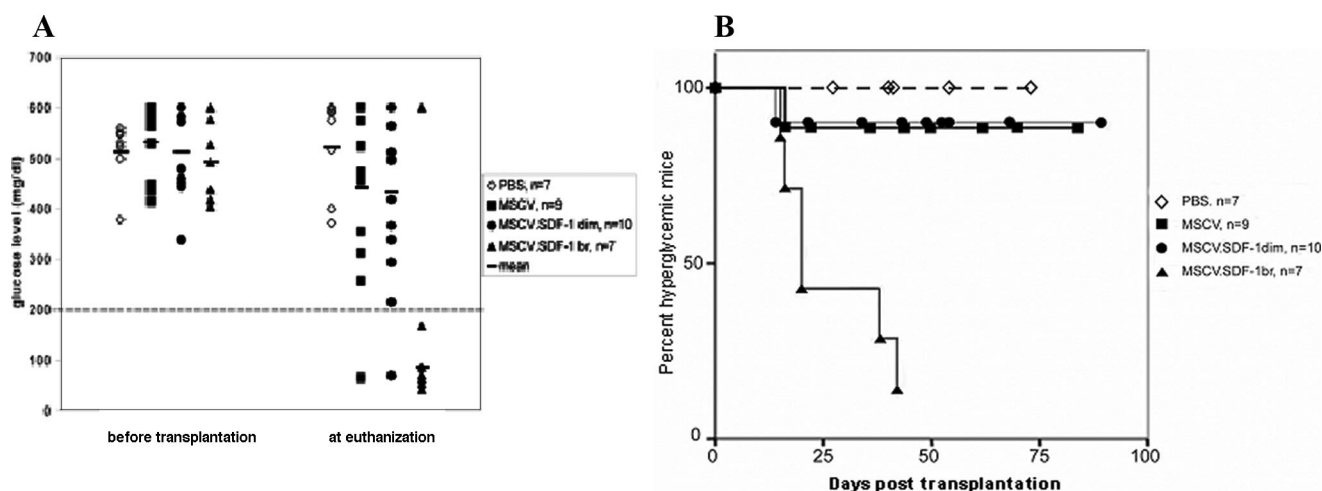 A
glucose level (mg/dl)
700
600
500
400
300
200
100
0
before transplantation
at euthanization
PBS, n=7
MSCV, n=9
MSCV.SDF-1 dim, n=10
MSCV.SDF-1 br, n=7
mean
B
Percent hyperglycemic mice
100
50
0
0
25
50
75
100
Days post transplantation
PBS. n=7
MSCV, n=9
MSCV.SDF-1dim, n=10
MSCV.SDF-1br, n=7